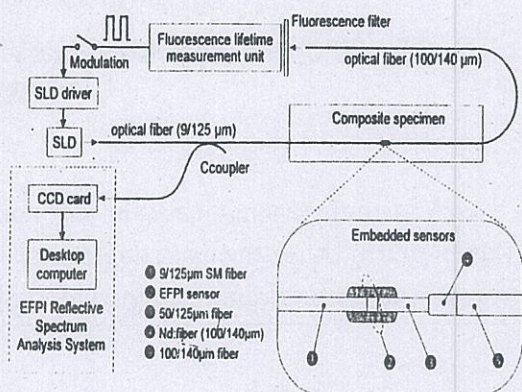 Fluorescence filter
Fluorescence lifetime
measurement unit
optical fiber (100/140 µm)
Modulation
SLD driver
SLD
optical fiber (9/125 µm)
Composite specimen
Ccoupler
CCD card
Desktop
computer
EFPI Reflective
Spectrum
Analysis System
9/125µm SM fiber
EFPI sensor
50/125µm fiber
Nd:fiber (100/140µm)
100/140µm fiber
Embedded sensors